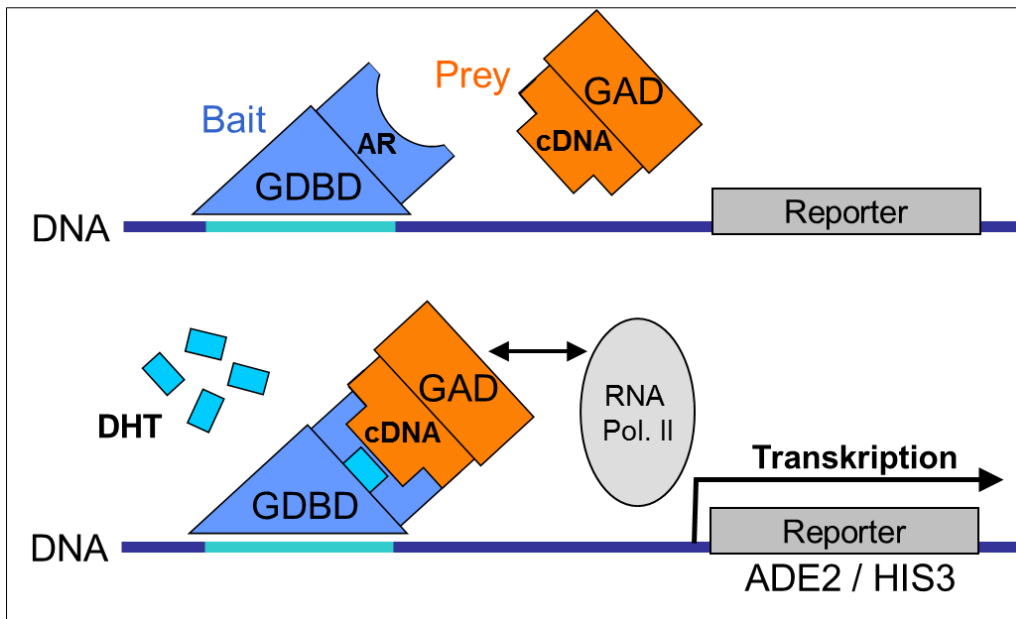 Prey
GAD
Bait
cDNA
AR
GDBD
DNA
Reporter
GAD
RNA
Pol. II
DHT
cDNA
Transkription
GDBD
DNA
Reporter
ADE2 / HIS3